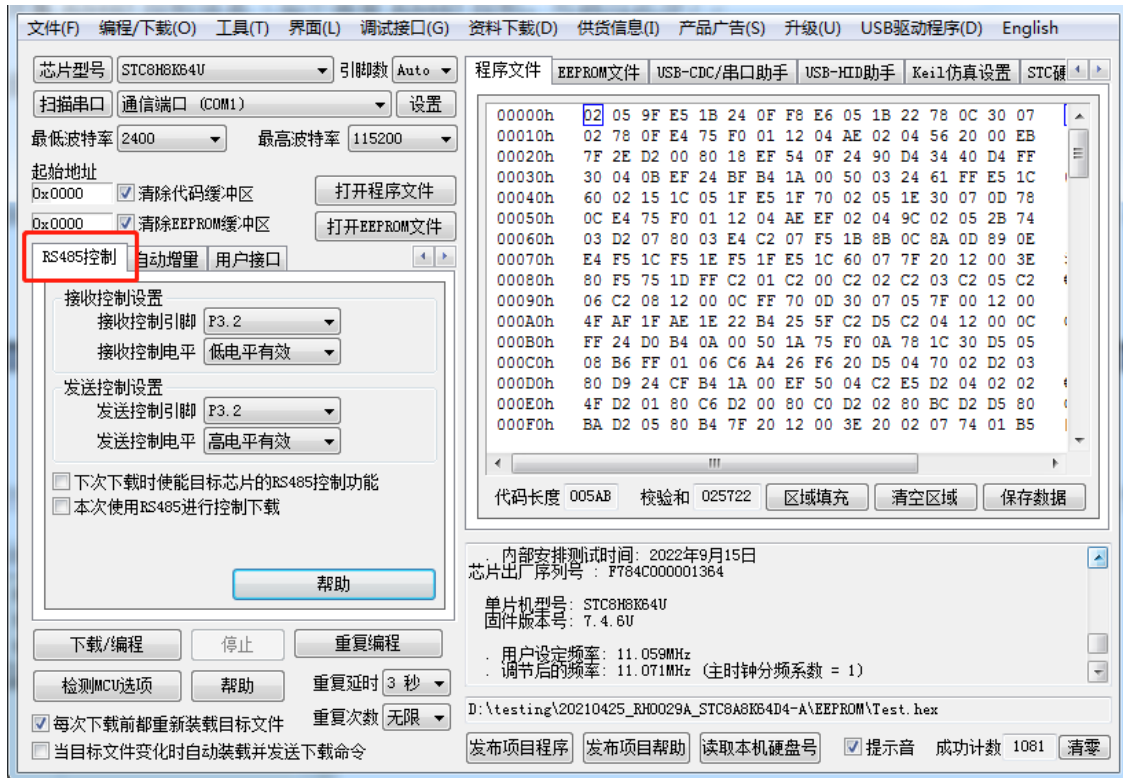 文件(F) 编程/下载(O) 工具(T) 界面(L) 调试接口(G) 资料下载(D) 供货信息(I) 产品广告(S) 升级(U) USB驱动程序(D) English
芯片型号 STC8H8K64U 引脚数 Auto
扫描串口 通信端口 (COM1) 设置
最低波特率 2400 最高波特率 115200
起始地址
0x0000 清除代码缓冲区 打开程序文件
0x0000 清除EEPROM缓冲区 打开EEPROM文件
RS485控制 自动增量 用户接口
接收控制设置
接收控制引脚 P3.2
接收控制电平 低电平有效
发送控制设置
发送控制引脚 P3.2
发送控制电平 高电平有效
下次下载时使能目标芯片的RS485控制功能
本次使用RS485进行控制下载
帮助
下载/编程 停止 重复编程
检测MCU选项 帮助 重复延时 3 秒
每次下载前都重新装载目标文件 重复次数 无限
当目标文件变化时自动装载并发送下载命令
程序文件 EEPROM文件 USB-CDC/串口助手 USB-HID助手 Keil仿真设置 STC硬
00000h 02 05 9F E5 1B 24 0F F8 E6 05 1B 22 78 0C 30 07
00010h 02 78 0F E4 75 F0 01 12 04 AE 02 04 56 20 00 EB
00020h 7F 2E D2 00 80 18 EF 54 0F 24 90 D4 34 40 D4 FF
00030h 30 04 0B EF 24 BF B4 1A 00 50 03 24 61 FF E5 1C
00040h 60 02 15 1C 05 1F E5 1F 70 02 05 1E 30 07 0D 78
00050h 0C E4 75 F0 01 12 04 AE EF 02 04 9C 02 05 2B 74
00060h 03 D2 07 80 03 E4 C2 07 F5 1B 8B 0C 8A 0D 89 0E
00070h E4 F5 1C F5 1E F5 1F E5 1C 60 07 7F 20 12 00 3E
00080h 80 F5 75 1D FF C2 01 C2 00 C2 02 C2 03 C2 05 C2
00090h 06 C2 08 12 00 0C FF 70 0D 30 07 05 7F 00 12 00
000A0h 4F AF 1F AE 1E 22 B4 25 5F C2 D5 C2 04 12 00 0C
000B0h FF 24 D0 B4 0A 00 50 1A 75 F0 0A 78 1C 30 D5 05
000C0h 08 B6 FF 01 06 C6 A4 26 F6 20 D5 04 70 02 D2 03
000D0h 80 D9 24 CF B4 1A 00 EF 50 04 C2 E5 D2 04 02 02
000E0h 4F D2 01 80 C6 D2 00 80 C0 D2 02 80 BC D2 D5 80
000F0h BA D2 05 80 B4 7F 20 12 00 3E 20 02 07 74 01 B5
代码长度 005AB 校验和 025722 区域填充 清空区域 保存数据
. 内部安排测试时间: 2022年9月15日
芯片出厂序列号 : F784C000001364
单片机型号: STC8H8K64U
固件版本号: 7.4.6U
. 用户设定频率: 11.059MHz
. 调节后的频率: 11.071MHz (主时钟分频系数 = 1)
D:\testing\20210425_RH0029A_STC8A8K64D4-A\EEPROM\Test.hex
发布项目程序 发布项目帮助 读取本机硬盘号 提示音 成功计数 1081 清零